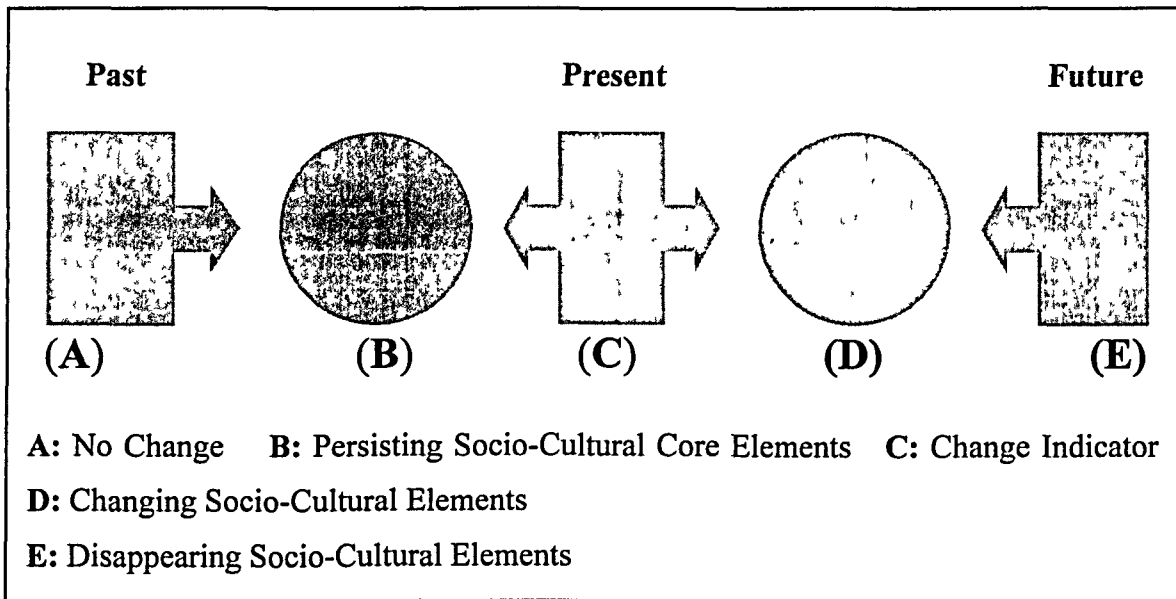 Past Present Future
(A) (B) (C) (D) (E)
A: No Change B: Persisting Socio-Cultural Core Elements C: Change Indicator
D: Changing Socio-Cultural Elements
E: Disappearing Socio-Cultural Elements